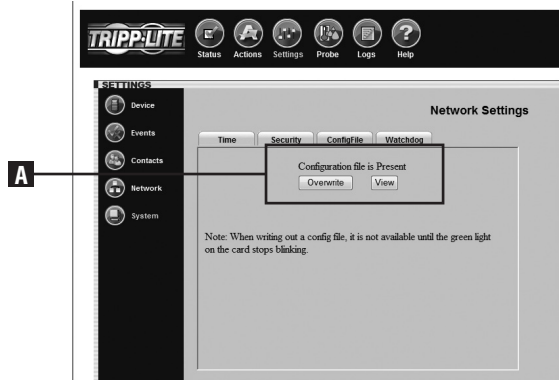 TRIPP·LITE
Status Actions Settings Probe Logs Help
SETTINGS
Device
Events
Contacts
Network
System
Network Settings
Time Security ConfigFile Watchdog
A
Configuration file is Present
Overwrite View
Note: When writing out a config file, it is not available until the green light
on the card stops blinking.